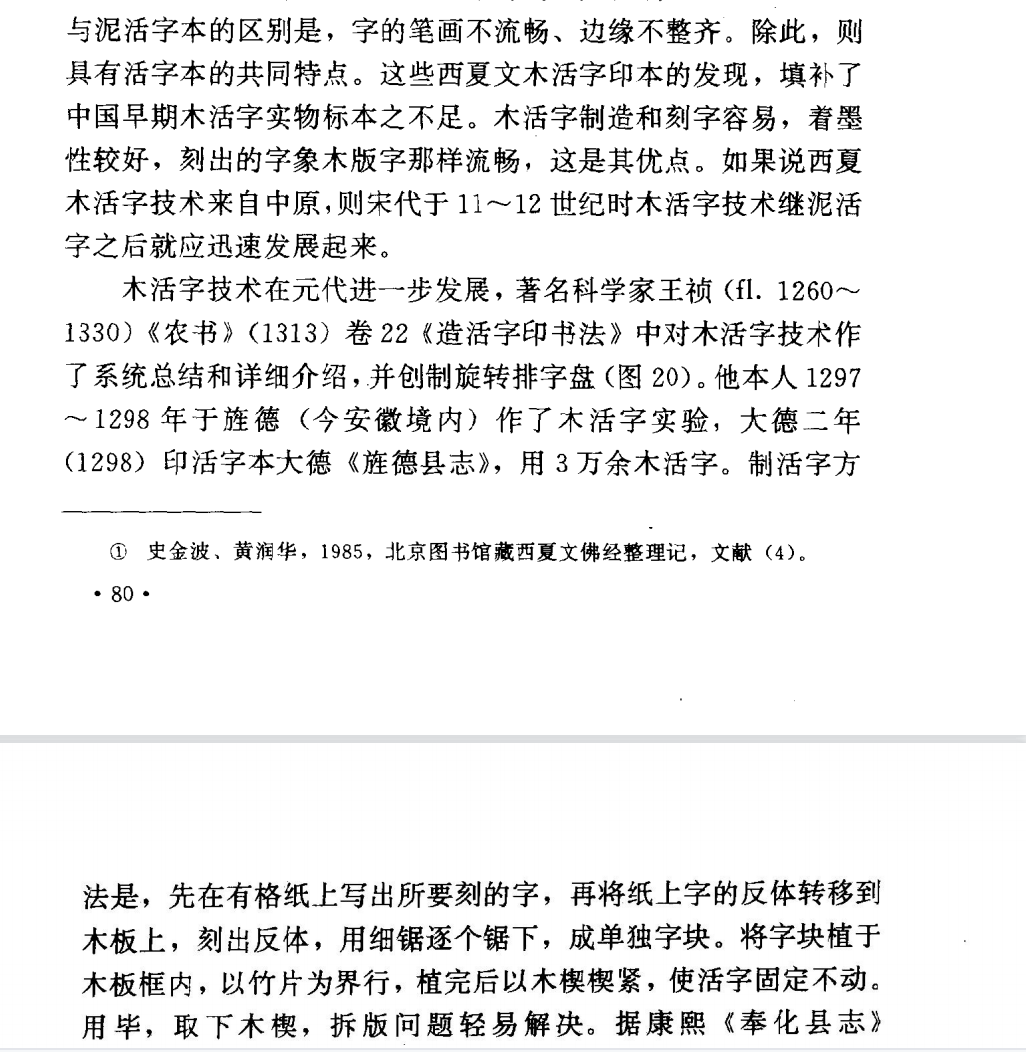 与泥活字本的区别是，字的笔画不流畅、边缘不整齐。除此，则
具有活字本的共同特点。这些西夏文木活字印本的发现，填补了
中国早期木活字实物标本之不足。木活字制造和刻字容易，着墨
性较好，刻出的字象木版字那样流畅，这是其优点。如果说西夏
木活字技术来自中原，则宋代于 11～12 世纪时木活字技术继泥活
字之后就应迅速发展起来。
木活字技术在元代进一步发展，著名科学家王祯（fl. 1260～
1330）《农书》（1313）卷 22《造活字印书法》中对木活字技术作
了系统总结和详细介绍，并创制旋转排字盘（图 20）。他本人 1297
～1298 年于旌德（今安徽境内）作了木活字实验，大德二年
（1298）印活字本大德《旌德县志》，用 3 万余木活字。制活字方
① 史金波、黄润华，1985，北京图书馆藏西夏文佛经整理记，文献（4）。
• 80 •
法是，先在有格纸上写出所要刻的字，再将纸上字的反体转移到
木板上，刻出反体，用细锯逐个锯下，成单独字块。将字块植于
木板框内，以竹片为界行，植完后以木楔楔紧，使活字固定不动。
用毕，取下木楔，拆版问题轻易解决。据康熙《奉化县志》